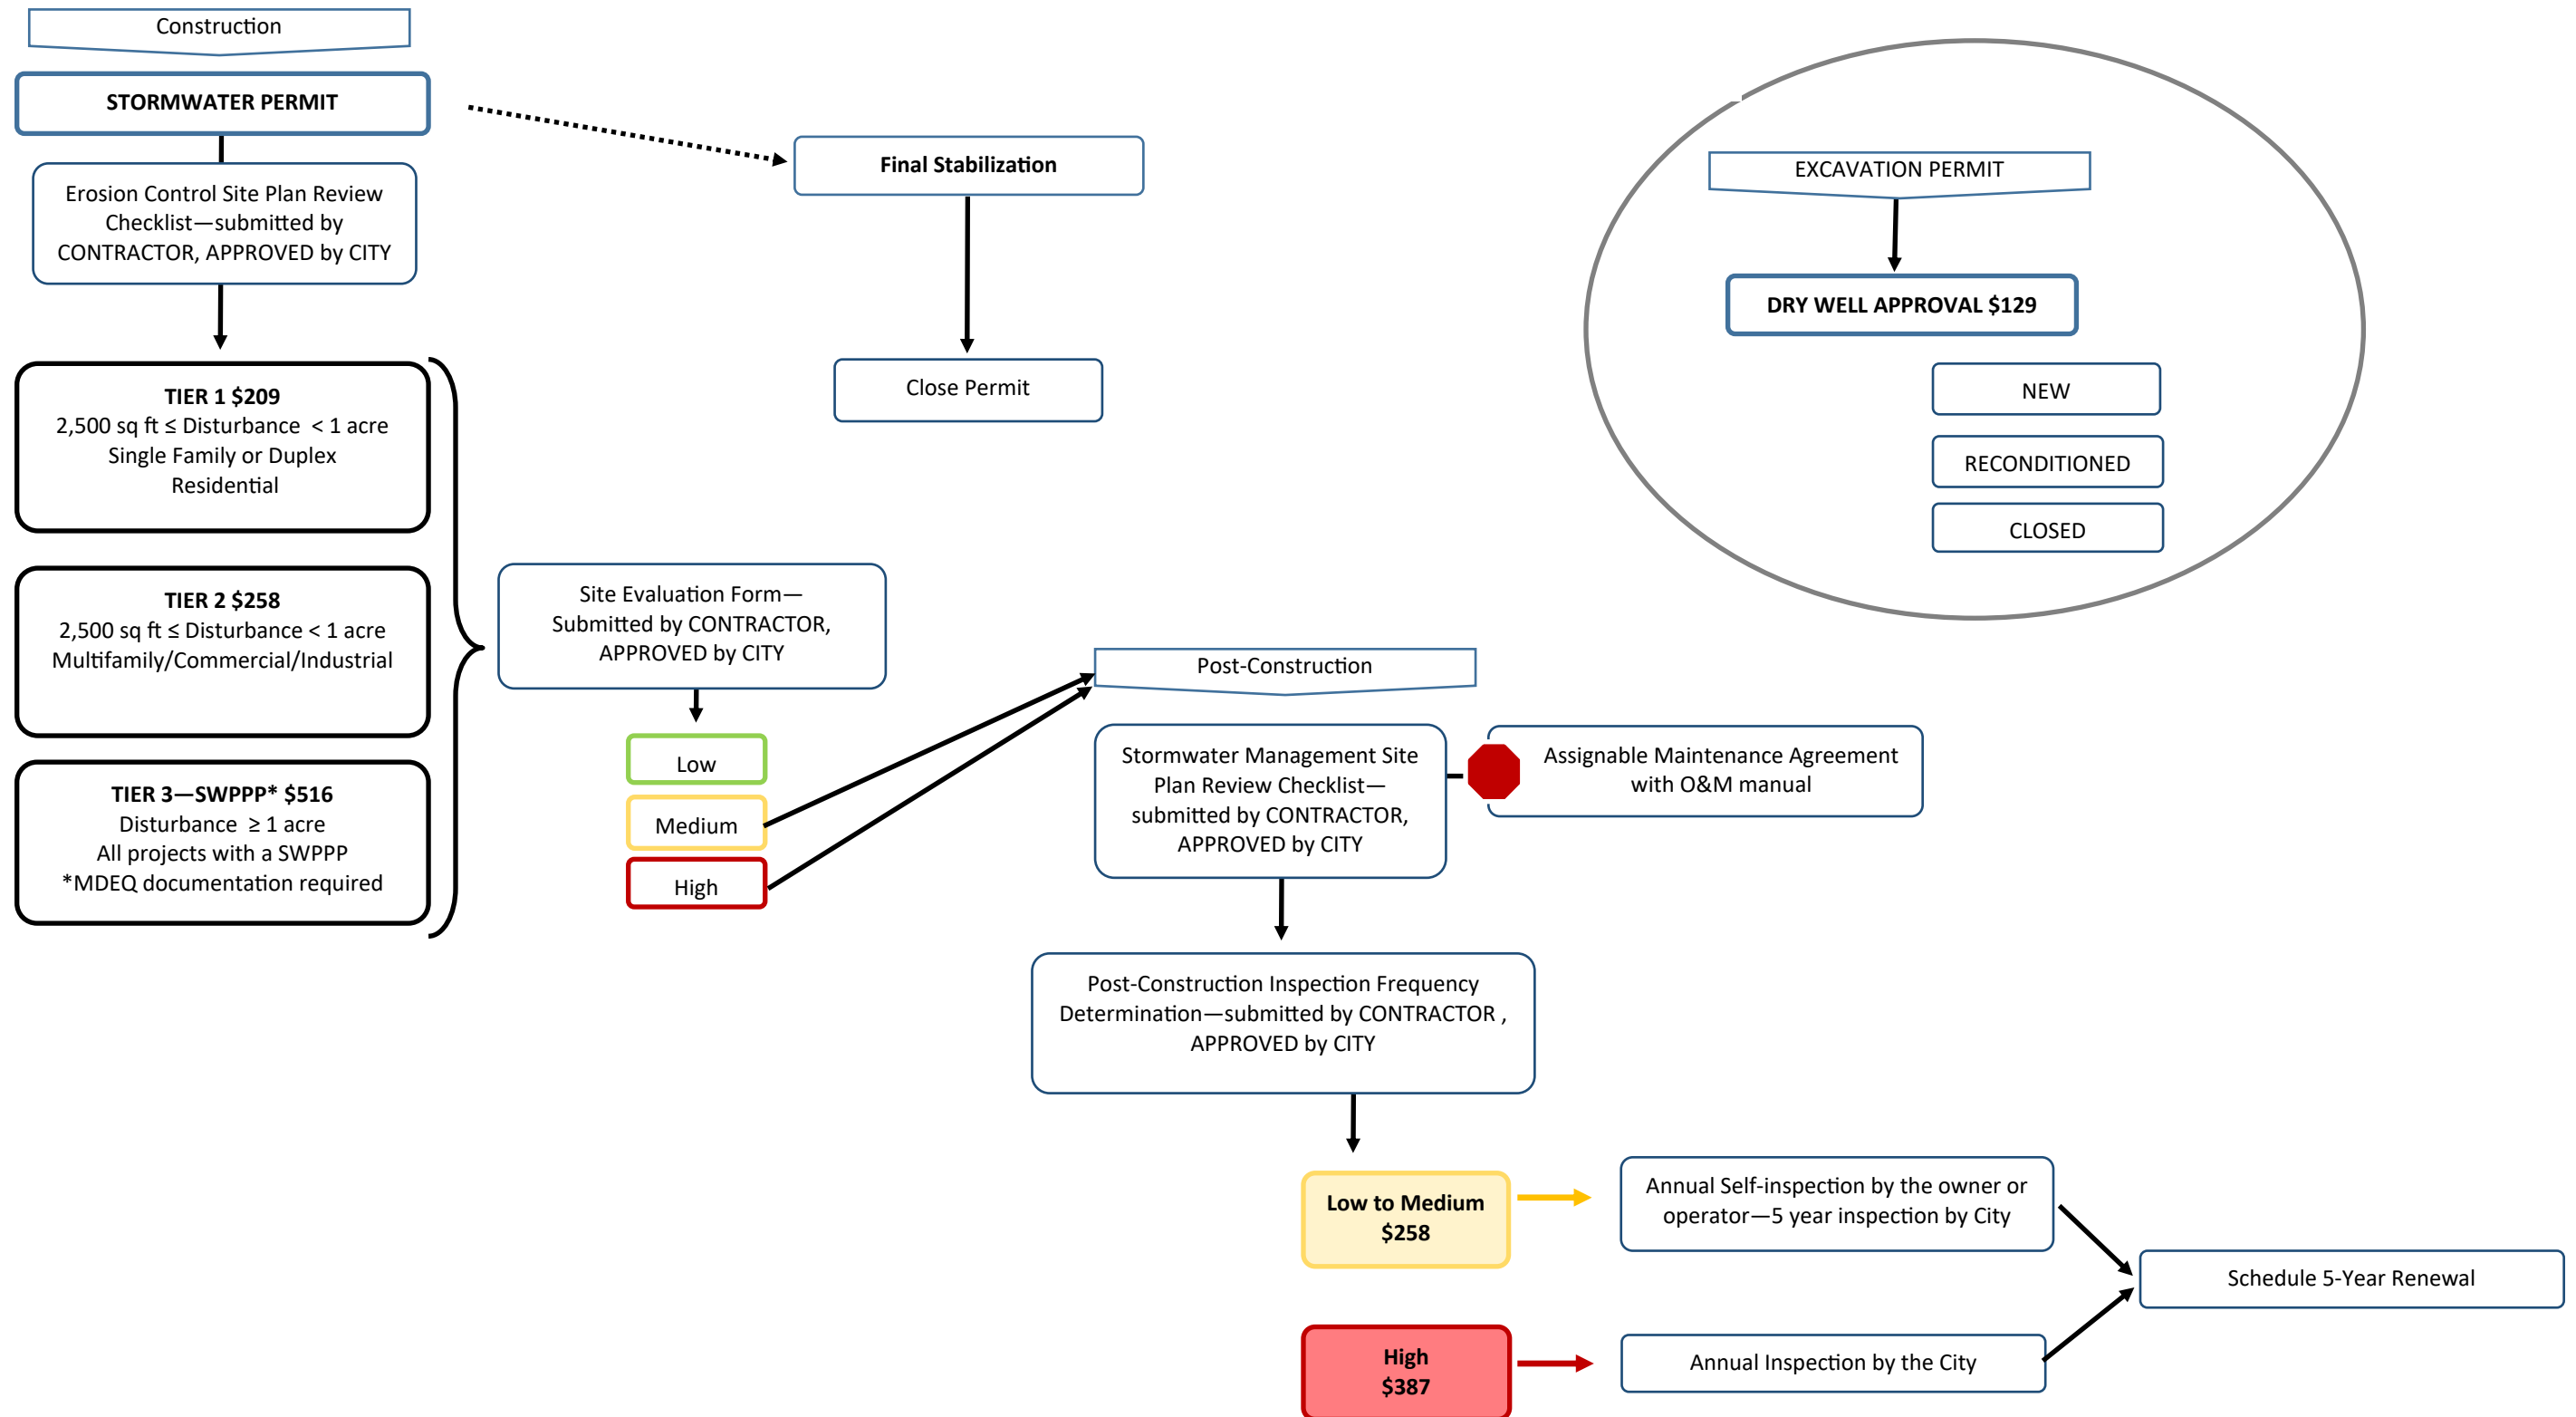 Construction
STORMWATER PERMIT
Erosion Control Site Plan Review
Checklist—submitted by
CONTRACTOR, APPROVED by CITY
TIER 1 $209
2,500 sq ft ≤ Disturbance < 1 acre
Single Family or Duplex
Residential
TIER 2 $258
2,500 sq ft ≤ Disturbance < 1 acre
Multifamily/Commercial/Industrial
TIER 3—SWPPP* $516
Disturbance ≥ 1 acre
All projects with a SWPPP
*MDEQ documentation required
Final Stabilization
Close Permit
Site Evaluation Form—
Submitted by CONTRACTOR,
APPROVED by CITY
Low
Medium
High
EXCAVATION PERMIT
DRY WELL APPROVAL $129
NEW
RECONDITIONED
CLOSED
Post-Construction
Stormwater Management Site
Plan Review Checklist—
submitted by CONTRACTOR,
APPROVED by CITY
Assignable Maintenance Agreement
with O&M manual
Post-Construction Inspection Frequency
Determination—submitted by CONTRACTOR ,
APPROVED by CITY
Low to Medium
$258
Annual Self-inspection by the owner or
operator—5 year inspection by City
High
$387
Annual Inspection by the City
Schedule 5-Year Renewal